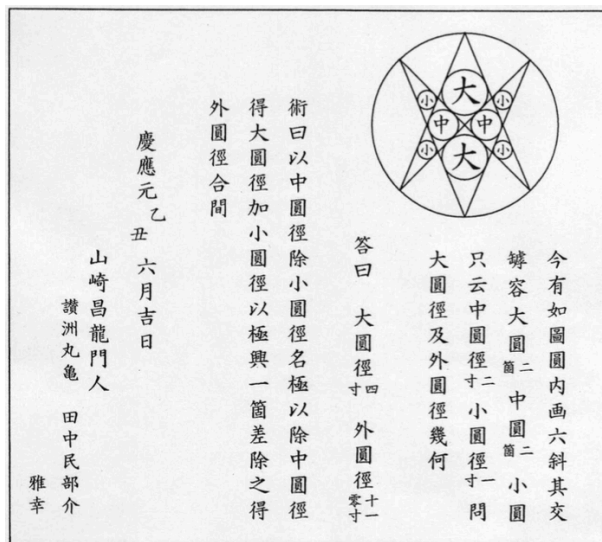 大
小 小
中 中
小 小
大
今有如圖圓内画六斜其交
罅容大圓二箇中圓二箇小圓
只云中圓徑二寸小圓徑一寸問
大圓徑及外圓徑幾何
答曰 大圓徑四寸 外圓徑十一零寸
術曰以中圓徑除小圓徑名極以除中圓徑
得大圓徑加小圓徑以極興一箇差除之得
外圓徑合間
慶應元乙丑六月吉日
山崎昌龍門人
讃洲丸亀 田中民部介
雅幸